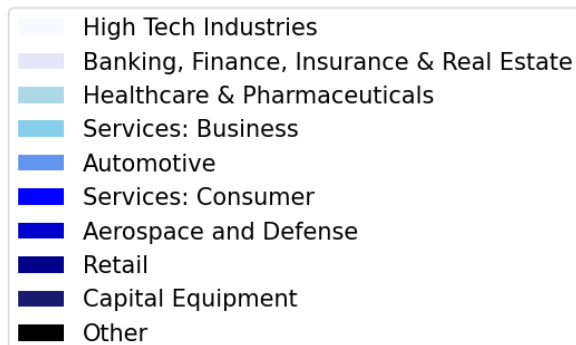 High Tech Industries
Banking, Finance, Insurance & Real Estate
Healthcare & Pharmaceuticals
Services: Business
Automotive
Services: Consumer
Aerospace and Defense
Retail
Capital Equipment
Other